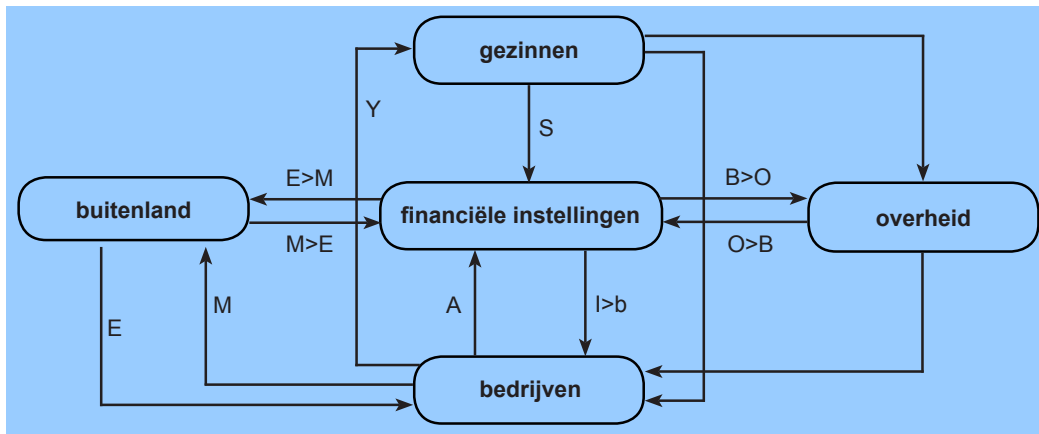 gezinnen
Y
S
E>M
B>O
buitenland
financiële instellingen
overheid
M>E
O>B
E
M
A
I>b
bedrijven